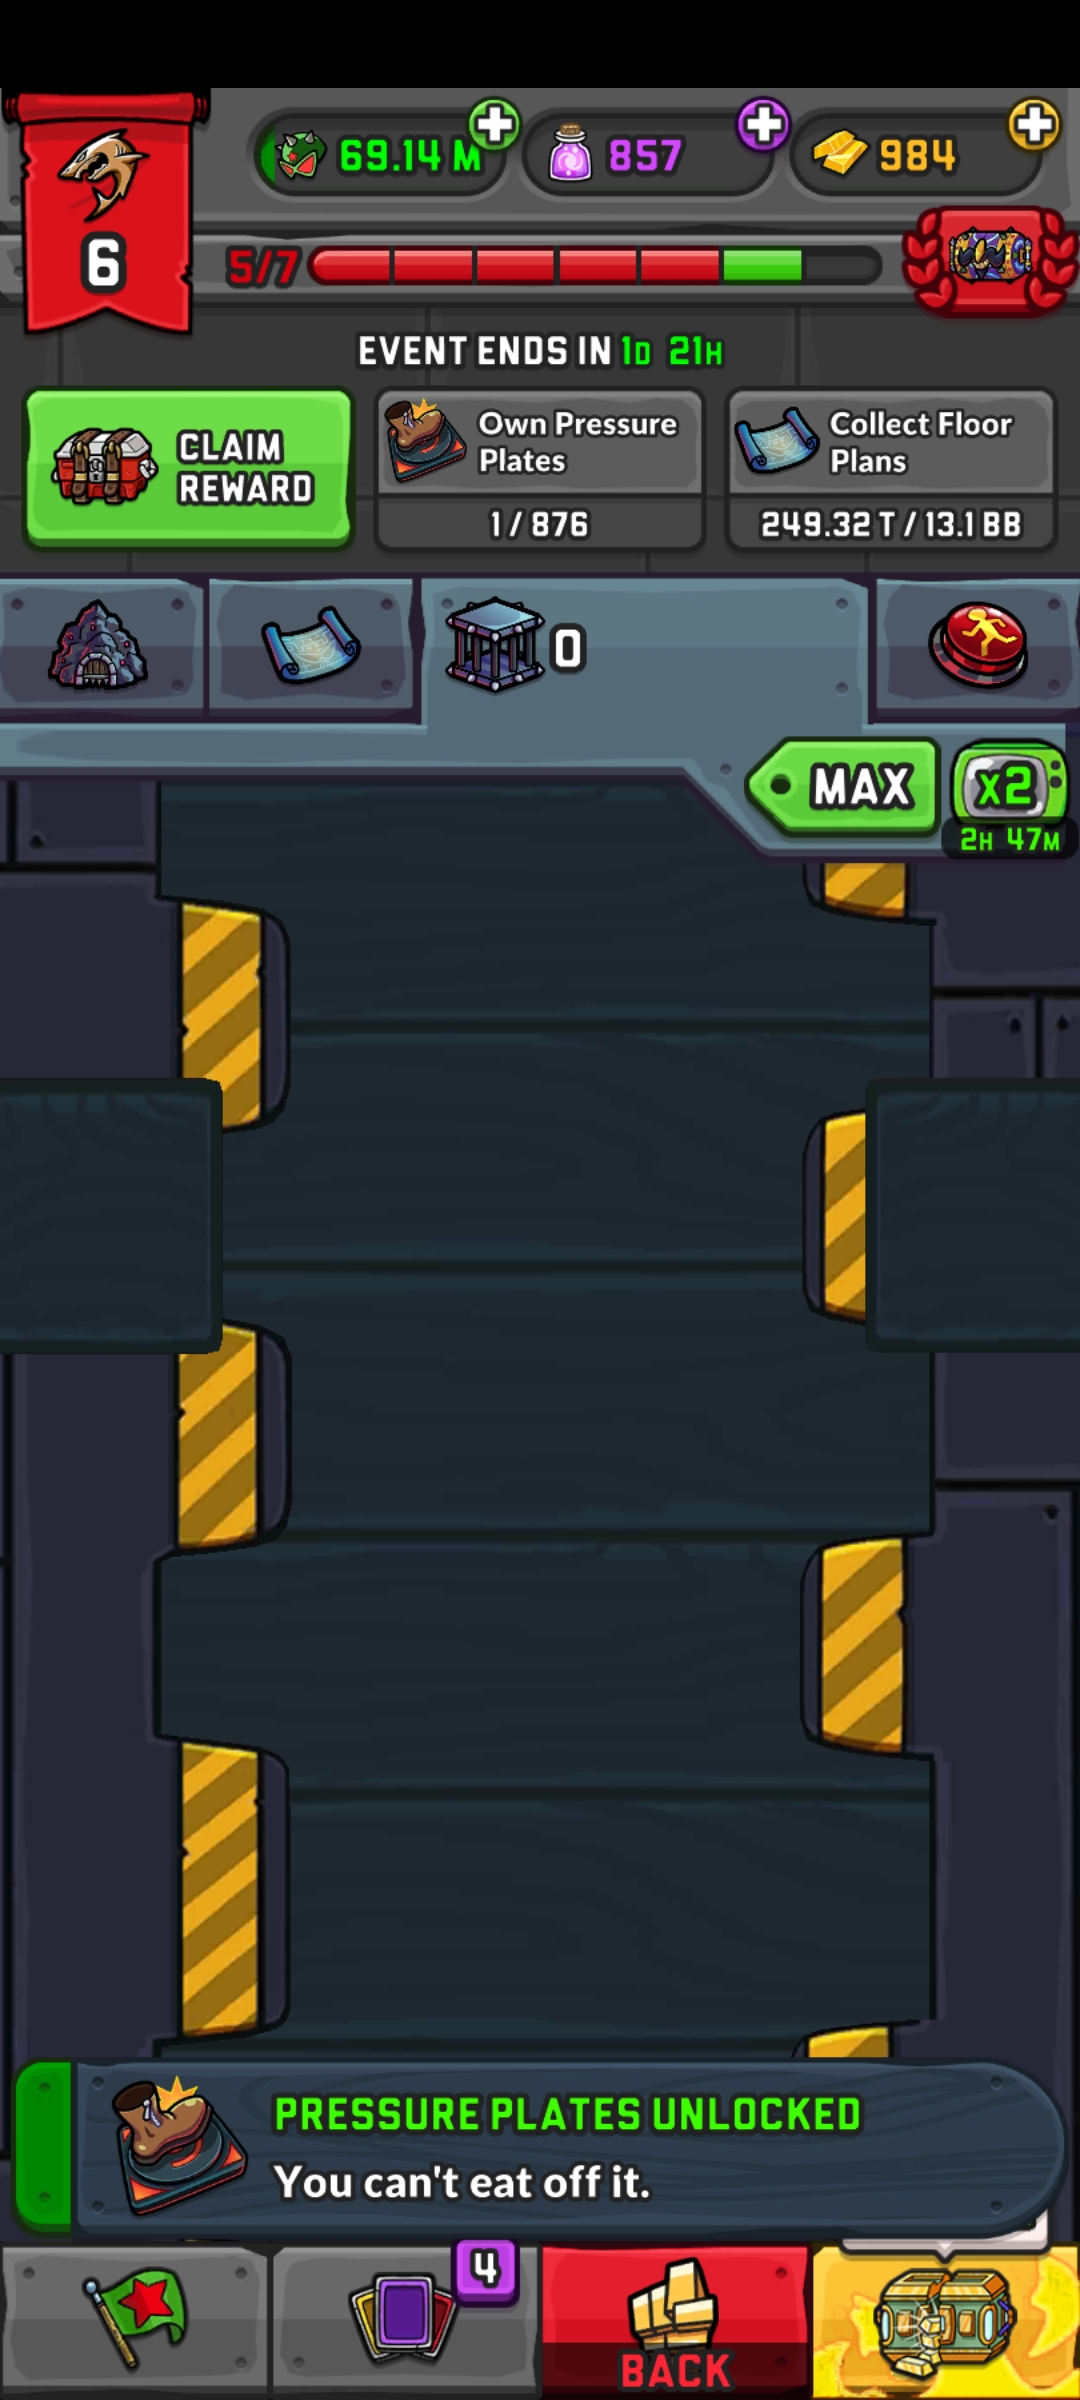 69.14 M
857
984
6
5/7
EVENT ENDS IN 1D 21H
CLAIM
REWARD
Own Pressure
Plates
1 / 876
Collect Floor
Plans
249.32 T / 13.1 BB
0
MAX
X2
2H 47M
PRESSURE PLATES UNLOCKED
You can't eat off it.
4
BACK